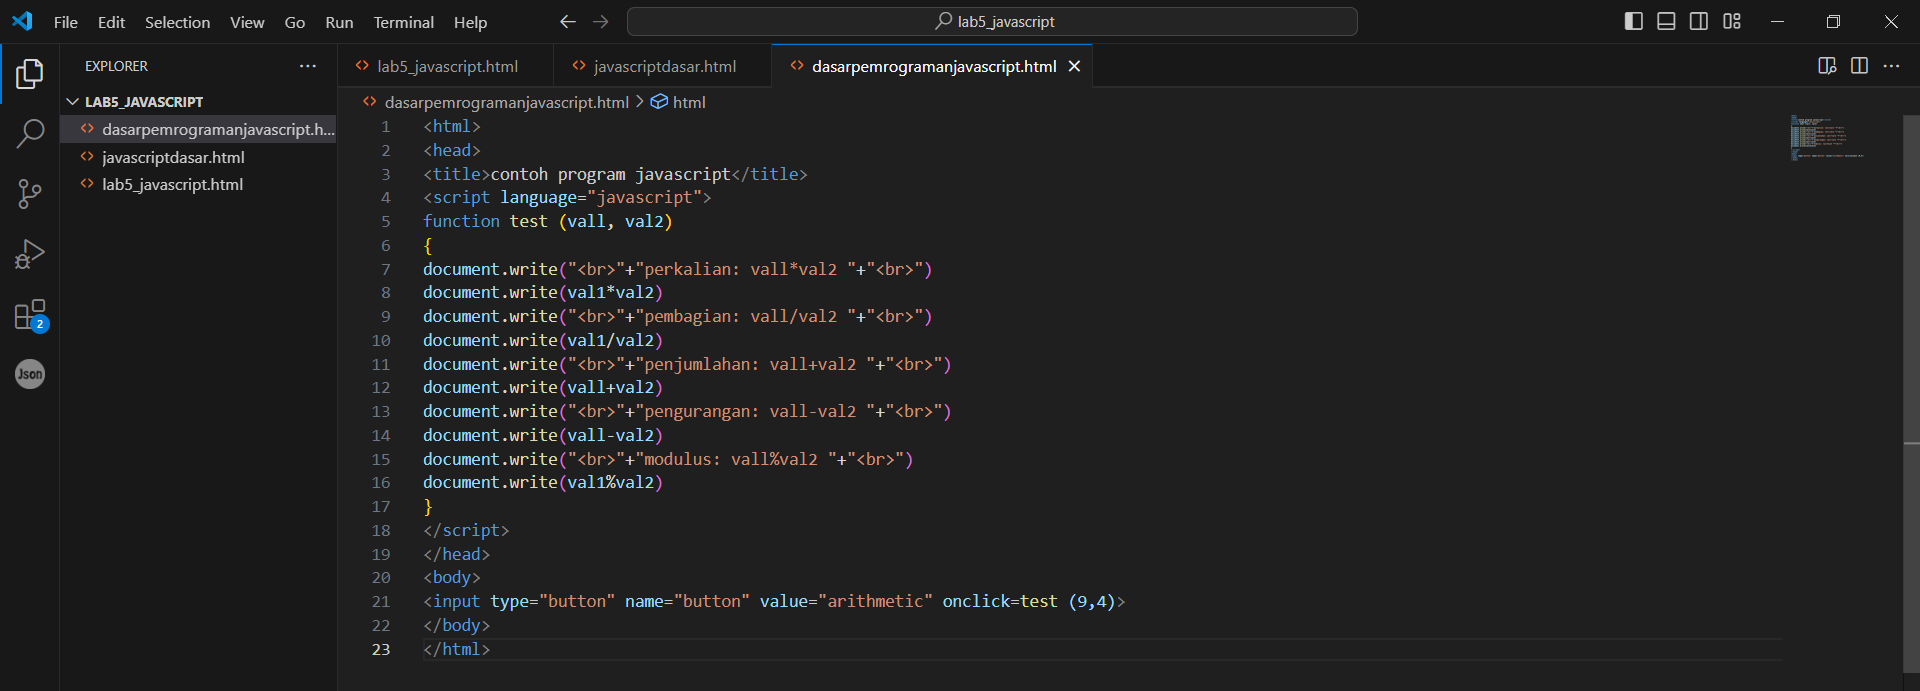 File Edit Selection View Go Run Terminal Help
lab5_javascript
EXPLORER
LAB5_JAVASCRIPT
dasarpemrogramanjavascript.h...
javascriptdasar.html
lab5_javascript.html
2
Json
lab5_javascript.html javascriptdasar.html dasarpemrogramanjavascript.html
dasarpemrogramanjavascript.html > html
1 <html>
2 <head>
3 <title>contoh program javascript</title>
4 <script language="javascript">
5 function test (vall, val2)
6 {
7 document.write("<br>"+"perkalian: vall*val2 "+"<br>")
8 document.write(val1*val2)
9 document.write("<br>"+"pembagian: vall/val2 "+"<br>")
10 document.write(val1/val2)
11 document.write("<br>"+"penjumlahan: vall+val2 "+"<br>")
12 document.write(vall+val2)
13 document.write("<br>"+"pengurangan: vall-val2 "+"<br>")
14 document.write(vall-val2)
15 document.write("<br>"+"modulus: vall%val2 "+"<br>")
16 document.write(val1%val2)
17 }
18 </script>
19 </head>
20 <body>
21 <input type="button" name="button" value="arithmetic" onclick=test (9,4)>
22 </body>
23 </html>